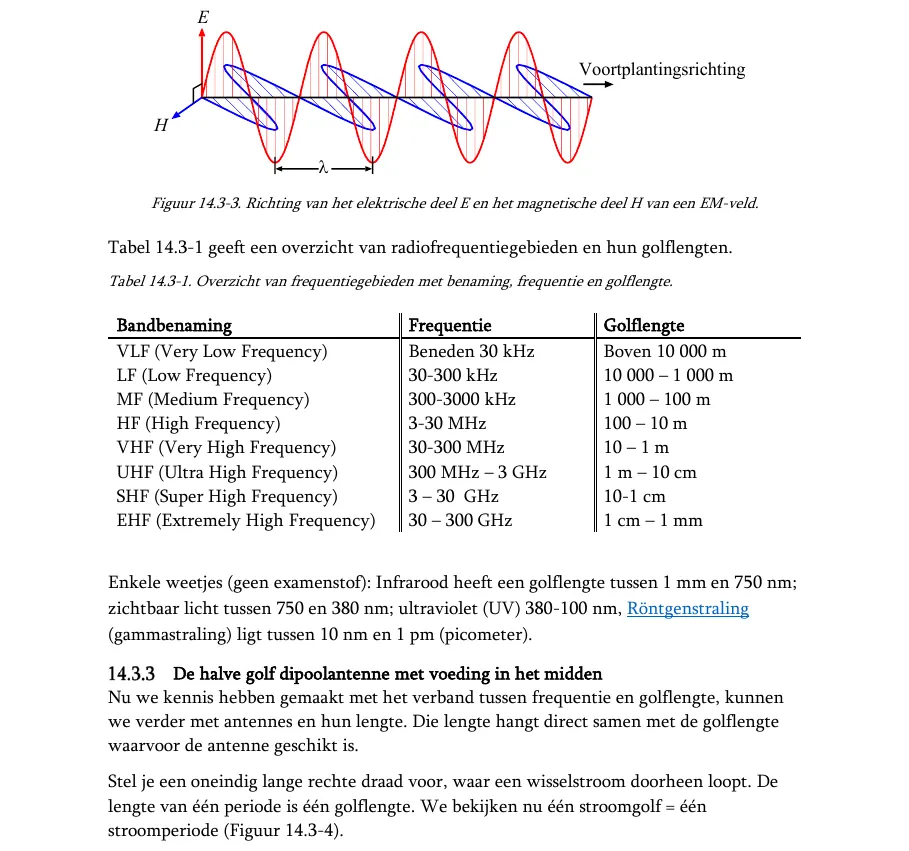 E
Voortplantingsrichting
H
λ
Figuur 14.3-3. Richting van het elektrische deel E en het magnetische deel H van een EM-veld.
Tabel 14.3-1 geeft een overzicht van radiofrequentiegebieden en hun golflengten.
Tabel 14.3-1. Overzicht van frequentiegebieden met benaming, frequentie en golflengte.
Bandbenaming Frequentie Golflengte
VLF (Very Low Frequency) Beneden 30 kHz Boven 10 000 m
LF (Low Frequency) 30-300 kHz 10 000 – 1 000 m
MF (Medium Frequency) 300-3000 kHz 1 000 – 100 m
HF (High Frequency) 3-30 MHz 100 – 10 m
VHF (Very High Frequency) 30-300 MHz 10 – 1 m
UHF (Ultra High Frequency) 300 MHz – 3 GHz 1 m – 10 cm
SHF (Super High Frequency) 3 – 30 GHz 10-1 cm
EHF (Extremely High Frequency) 30 – 300 GHz 1 cm – 1 mm
Enkele weetjes (geen examenstof): Infrarood heeft een golflengte tussen 1 mm en 750 nm;
zichtbaar licht tussen 750 en 380 nm; ultraviolet (UV) 380-100 nm, Röntgenstraling
(gammastraling) ligt tussen 10 nm en 1 pm (picometer).
14.3.3 De halve golf dipoolantenne met voeding in het midden
Nu we kennis hebben gemaakt met het verband tussen frequentie en golflengte, kunnen
we verder met antennes en hun lengte. Die lengte hangt direct samen met de golflengte
waarvoor de antenne geschikt is.
Stel je een oneindig lange rechte draad voor, waar een wisselstroom doorheen loopt. De
lengte van één periode is één golflengte. We bekijken nu één stroomgolf = één
stroomperiode (Figuur 14.3-4).